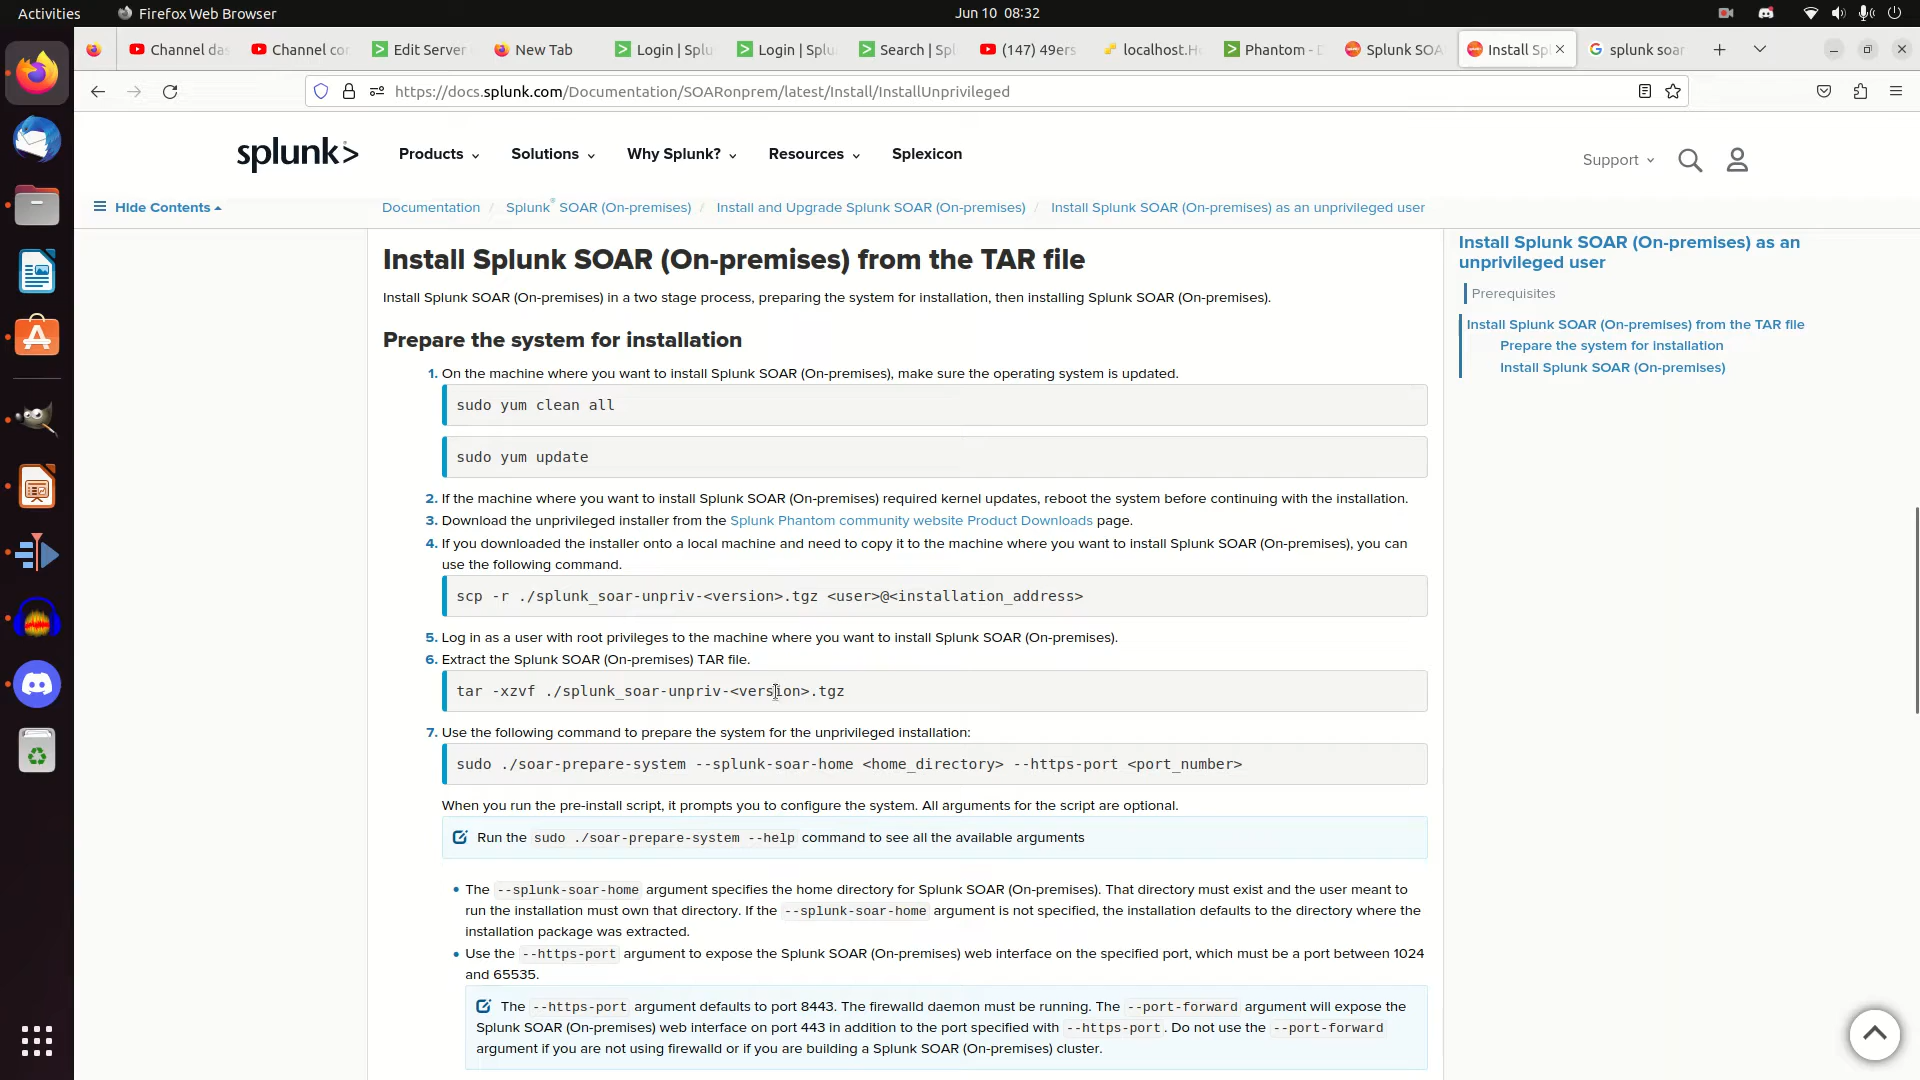 Activities
Firefox Web Browser
Jun 10 08:32
Channel das
Channel con
Edit Server
New Tab
Login | Splu
Login | Splu
Search | Spl
(147) 49ers
localhost.Ho
Phantom - D
Splunk SOA
Install Spl
splunk soar
https://docs.splunk.com/Documentation/SOARonprem/latest/Install/InstallUnprivileged
splunk>
Products
Solutions
Why Splunk?
Resources
Splexicon
Support
Hide Contents
Documentation / Splunk® SOAR (On-premises) / Install and Upgrade Splunk SOAR (On-premises) / Install Splunk SOAR (On-premises) as an unprivileged user
Install Splunk SOAR (On-premises) from the TAR file
Install Splunk SOAR (On-premises) in a two stage process, preparing the system for installation, then installing Splunk SOAR (On-premises).
Prepare the system for installation
1. On the machine where you want to install Splunk SOAR (On-premises), make sure the operating system is updated.
sudo yum clean all
sudo yum update
2. If the machine where you want to install Splunk SOAR (On-premises) required kernel updates, reboot the system before continuing with the installation.
3. Download the unprivileged installer from the Splunk Phantom community website Product Downloads page.
4. If you downloaded the installer onto a local machine and need to copy it to the machine where you want to install Splunk SOAR (On-premises), you can
use the following command.
scp -r ./splunk_soar-unpriv-<version>.tgz <user>@<installation_address>
5. Log in as a user with root privileges to the machine where you want to install Splunk SOAR (On-premises).
6. Extract the Splunk SOAR (On-premises) TAR file.
tar -xzvf ./splunk_soar-unpriv-<version>.tgz
7. Use the following command to prepare the system for the unprivileged installation:
sudo ./soar-prepare-system --splunk-soar-home <home_directory> --https-port <port_number>
When you run the pre-install script, it prompts you to configure the system. All arguments for the script are optional.
Run the sudo ./soar-prepare-system --help command to see all the available arguments
• The --splunk-soar-home argument specifies the home directory for Splunk SOAR (On-premises). That directory must exist and the user meant to
run the installation must own that directory. If the --splunk-soar-home argument is not specified, the installation defaults to the directory where the
installation package was extracted.
• Use the --https-port argument to expose the Splunk SOAR (On-premises) web interface on the specified port, which must be a port between 1024
and 65535.
The --https-port argument defaults to port 8443. The firewalld daemon must be running. The --port-forward argument will expose the
Splunk SOAR (On-premises) web interface on port 443 in addition to the port specified with --https-port. Do not use the --port-forward
argument if you are not using firewalld or if you are building a Splunk SOAR (On-premises) cluster.
Install Splunk SOAR (On-premises) as an
unprivileged user
Prerequisites
Install Splunk SOAR (On-premises) from the TAR file
Prepare the system for installation
Install Splunk SOAR (On-premises)